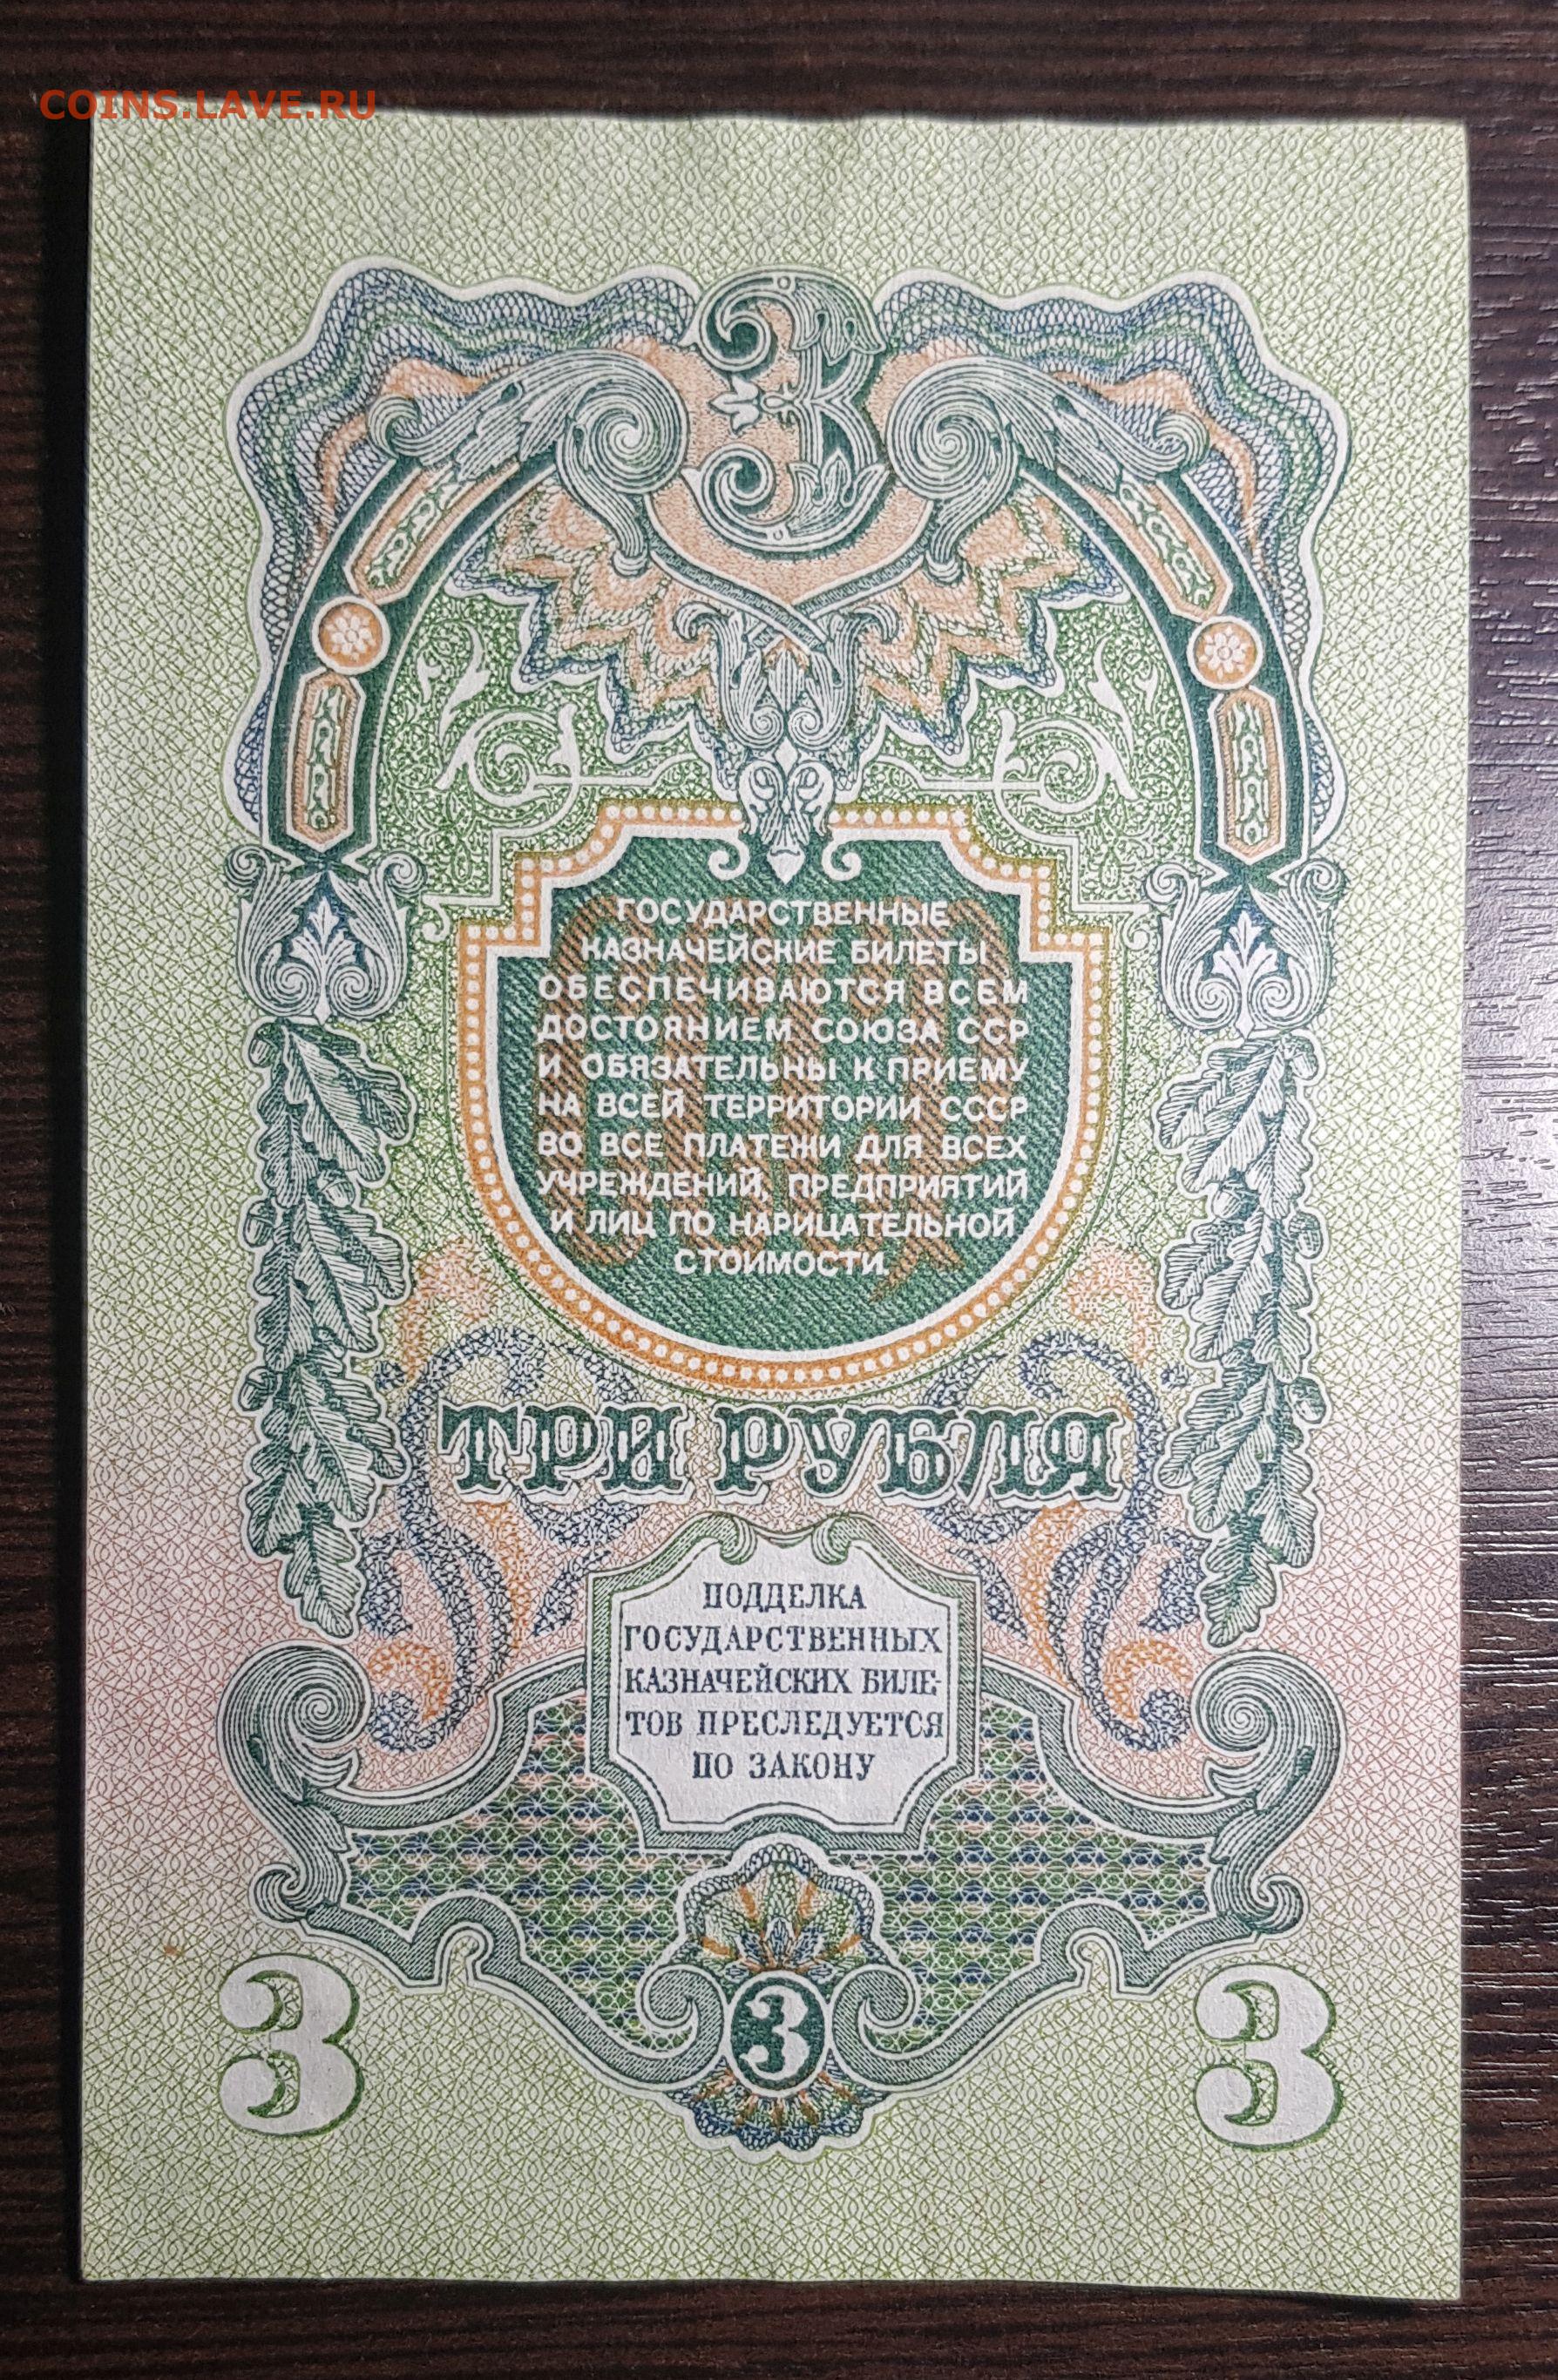 COINS.LAVE.RU
3
ГОСУДАРСТВЕННЫЕ
КАЗНАЧЕЙСКИЕ БИЛЕТЫ
ОБЕСПЕЧИВАЮТСЯ ВСЕМ
ДОСТОЯНИЕМ СОЮЗА ССР
И ОБЯЗАТЕЛЬНЫ К ПРИЕМУ
НА ВСЕЙ ТЕРРИТОРИИ СССР
ВО ВСЕ ПЛАТЕЖИ ДЛЯ ВСЕХ
УЧРЕЖДЕНИЙ, ПРЕДПРИЯТИЙ
И ЛИЦ ПО НАРИЦАТЕЛЬНОЙ
СТОИМОСТИ.
ТРИ РУБЛЯ
ПОДДЕЛКА
ГОСУДАРСТВЕННЫХ
КАЗНАЧЕЙСКИХ БИЛЕ-
ТОВ ПРЕСЛЕДУЕТСЯ
ПО ЗАКОНУ
3 3 3